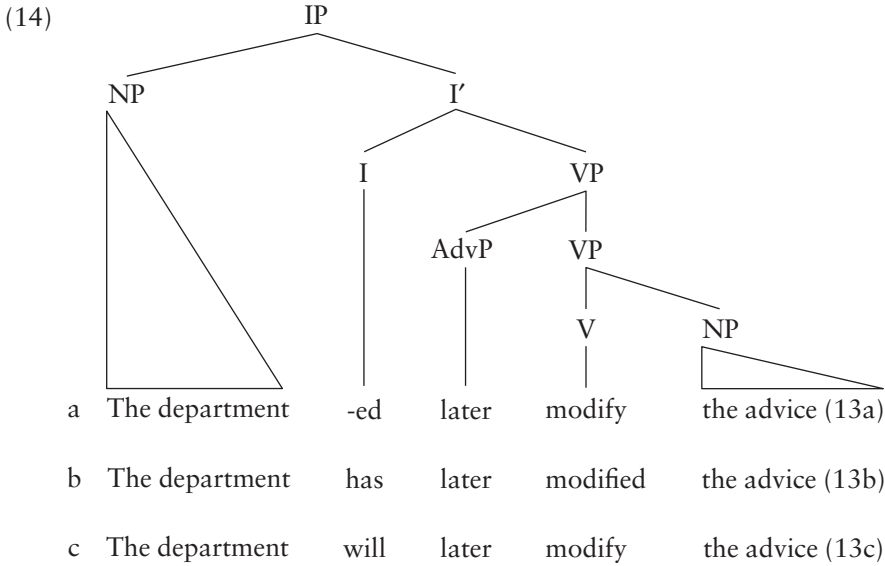 (14) IP
NP I′
I VP
AdvP VP
V NP
a The department -ed later modify the advice (13a)
b The department has later modified the advice (13b)
c The department will later modify the advice (13c)